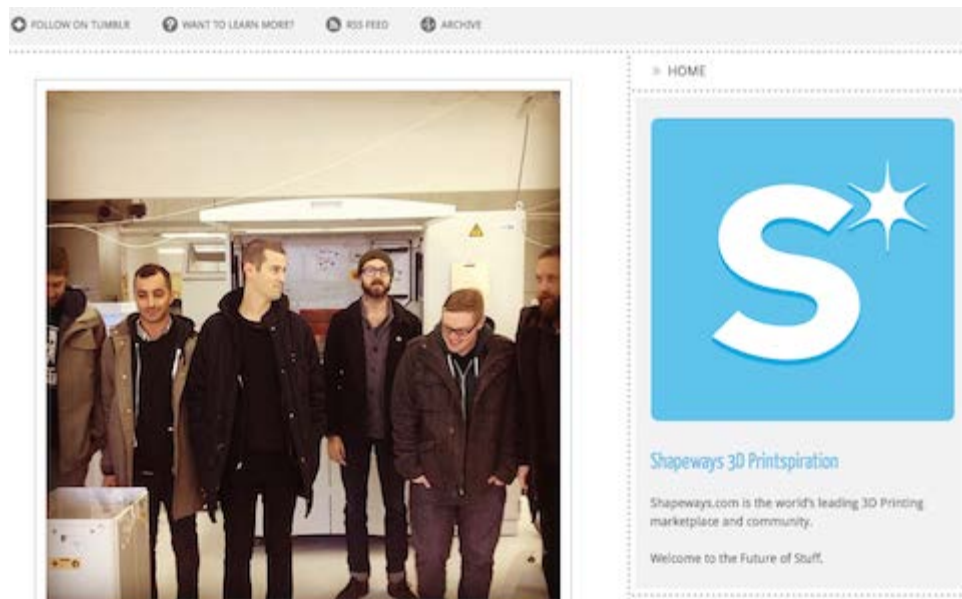 FOLLOW ON TUMBLR
WANT TO LEARN MORE?
RSS FEED
ARCHIVE
» HOME
S
Shapeways 3D Printspiration
Shapeways.com is the world's leading 3D Printing
marketplace and community.
Welcome to the Future of Stuff.